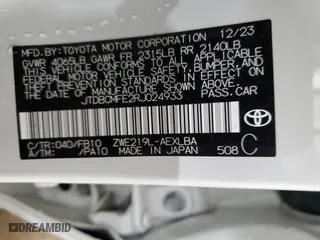 MFD. BY: TOYOTA MOTOR CORPORATION 12/23
GVWR 4065LB GAWR FR 2315LB RR 2140LB
THIS VEHICLE CONFORMS TO ALL APPLICABLE
FEDERAL MOTOR VEHICLE SAFETY, BUMPER, AND
THEFT PREVENTION STANDARDS IN EFFECT ON
THE DATE OF MANUFACTURE SHOWN ABOVE.
JTDBCMFE2RJ024933 PASS.CAR
TOYOTA
C/TR:040/FB10 ZWE219L-AEXLBA
A/TM: /PA10 MADE IN JAPAN 508 C
DREAMBID